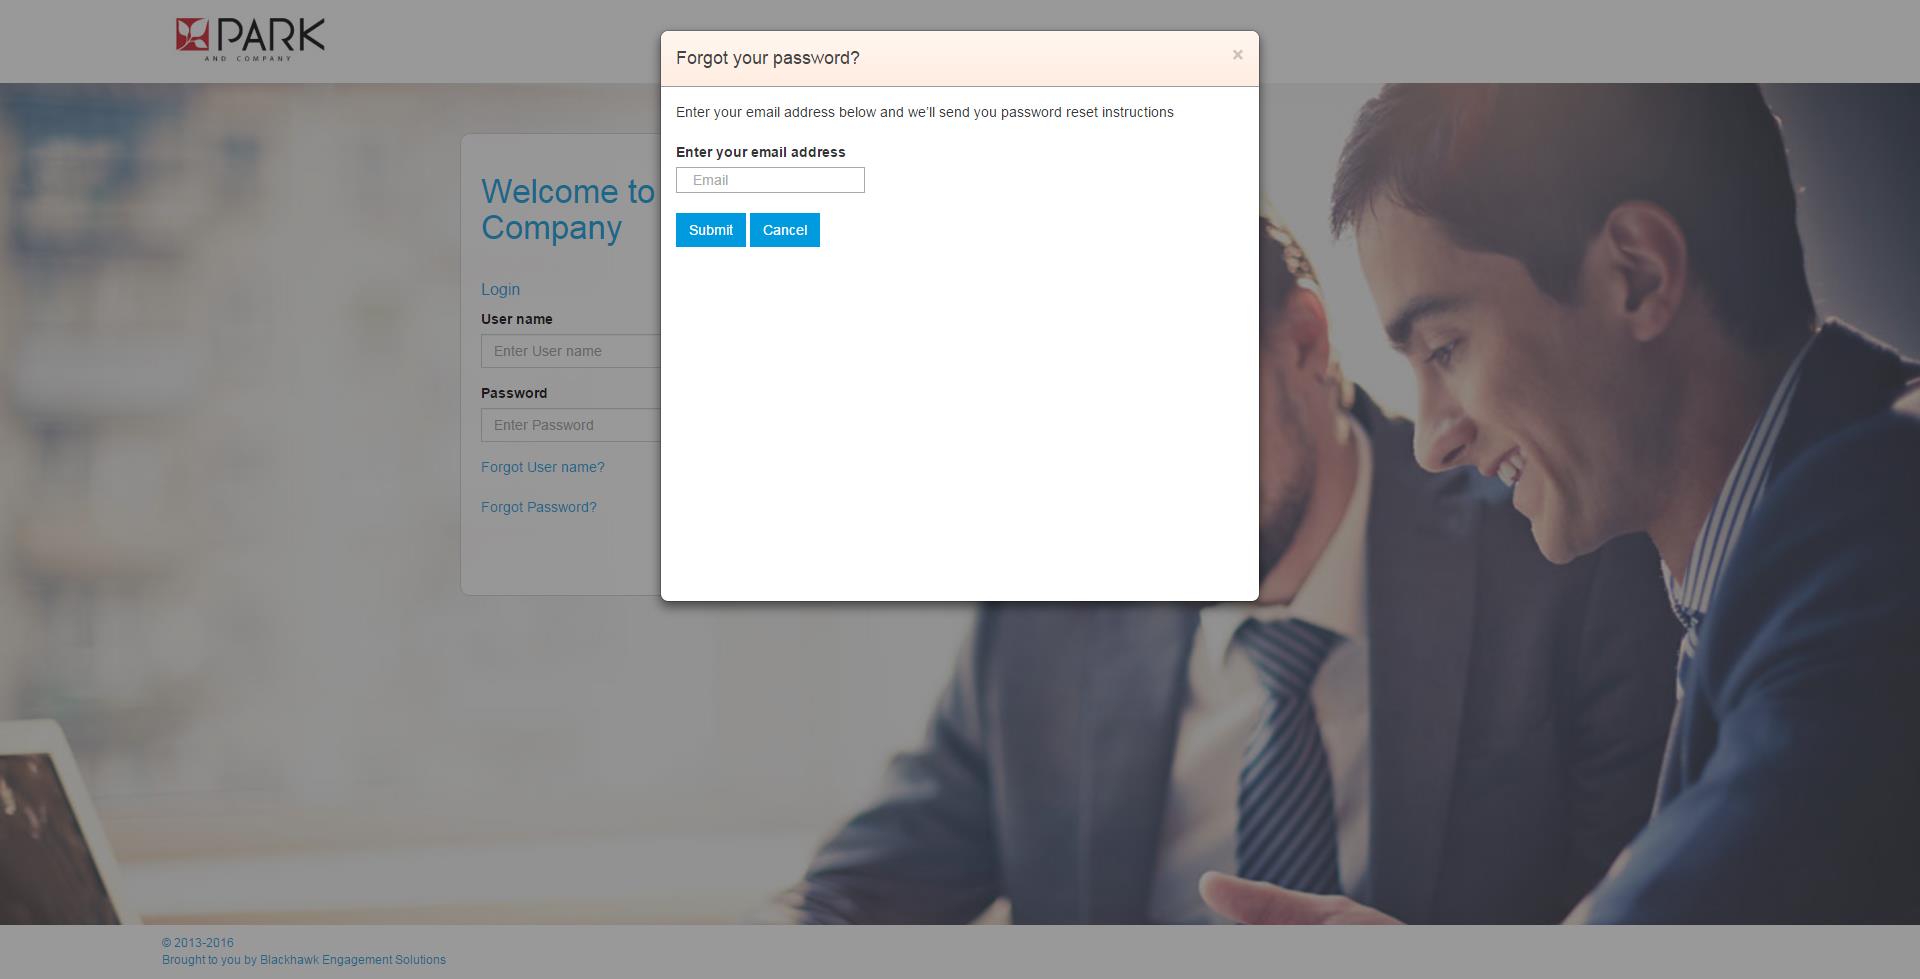 PARK
AND COMPANY
Forgot your password?
×
Enter your email address below and we'll send you password reset instructions
Enter your email address
Email
Submit Cancel
Welcome to
Company
Login
User name
Enter User name
Password
Enter Password
Forgot User name?
Forgot Password?
© 2013-2016
Brought to you by Blackhawk Engagement Solutions